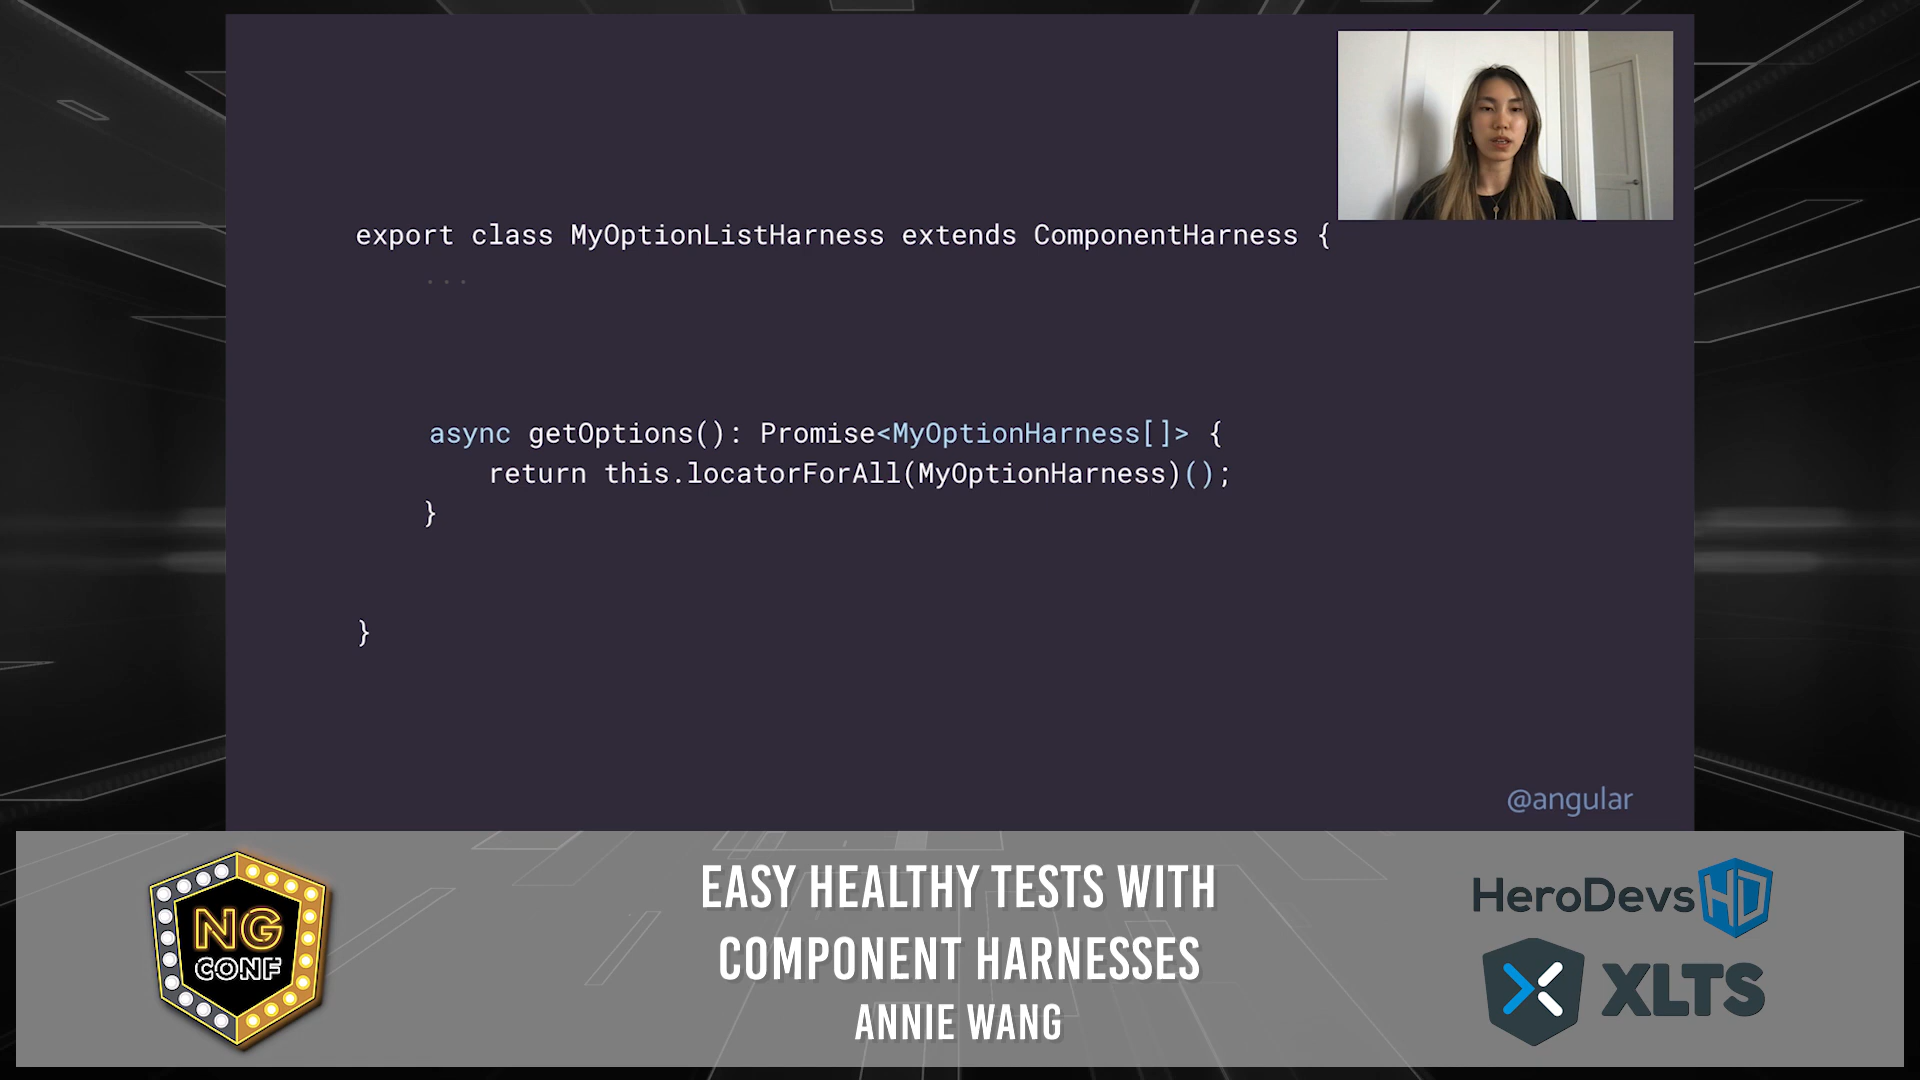 export class MyOptionListHarness extends ComponentHarness {
...
async getOptions(): Promise<MyOptionHarness[]> {
return this.locatorForAll(MyOptionHarness)();
}
}
@angular
NG
CONF
EASY HEALTHY TESTS WITH
COMPONENT HARNESSES
ANNIE WANG
HeroDevs HD
XLTS